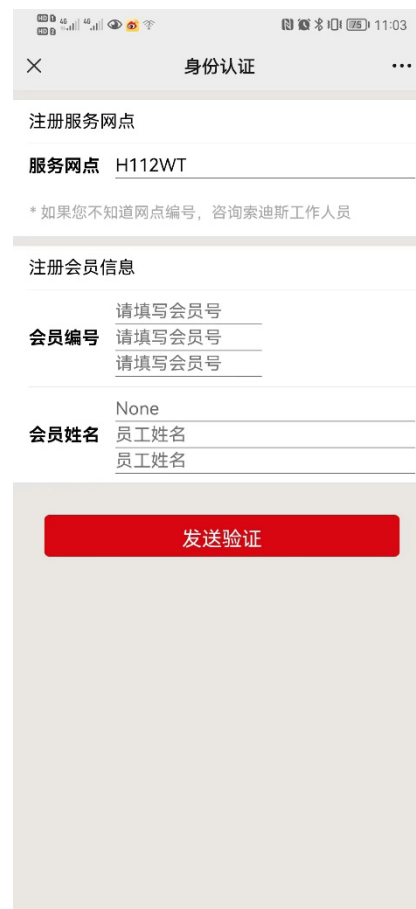 11:03
身份认证
注册服务网点
服务网点 H112WT
* 如果您不知道网点编号，咨询索迪斯工作人员
注册会员信息
会员编号
请填写会员号
请填写会员号
请填写会员号
会员姓名
None
员工姓名
员工姓名
发送验证